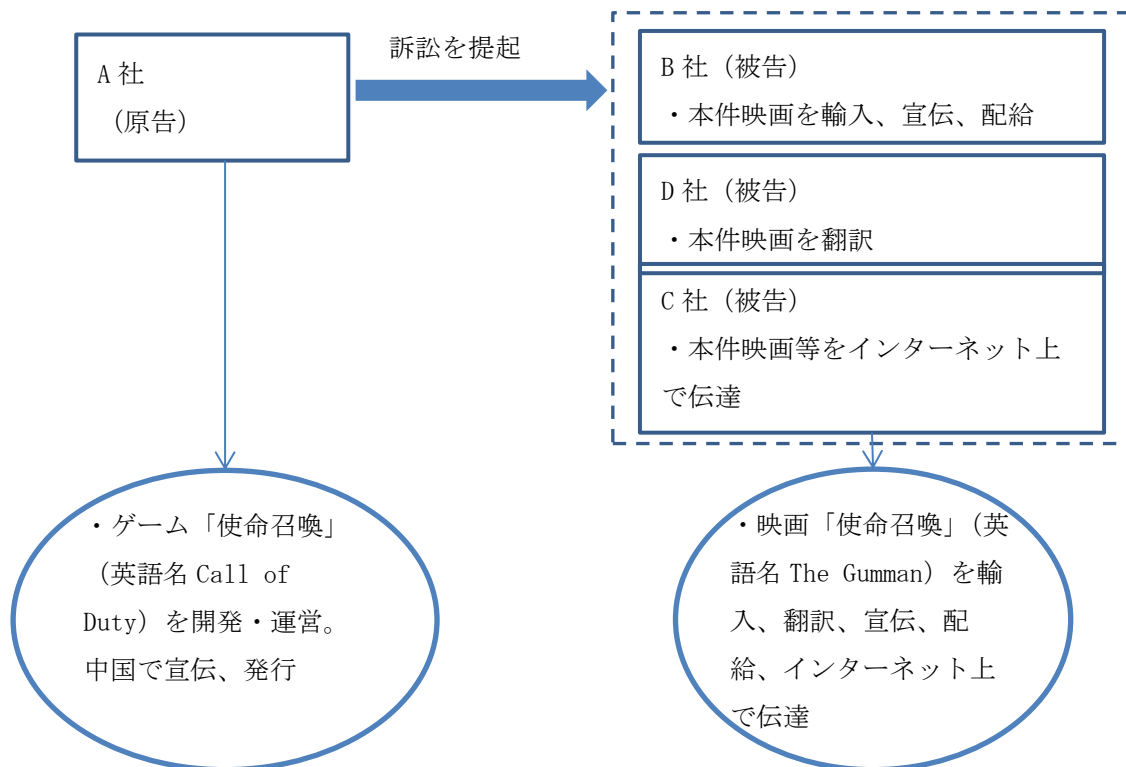 A 社
（原告）
訴訟を提起
B 社（被告）
・本件映画を輸入、宣伝、配給
D 社（被告）
・本件映画を翻訳
C 社（被告）
・本件映画等をインターネット上
で伝達
・ゲーム「使命召喚」
（英語名 Call of
Duty）を開発・運営。
中国で宣伝、発行
・映画「使命召喚」（英
語名 The Gumman）を輸
入、翻訳、宣伝、配
給、インターネット上
で伝達